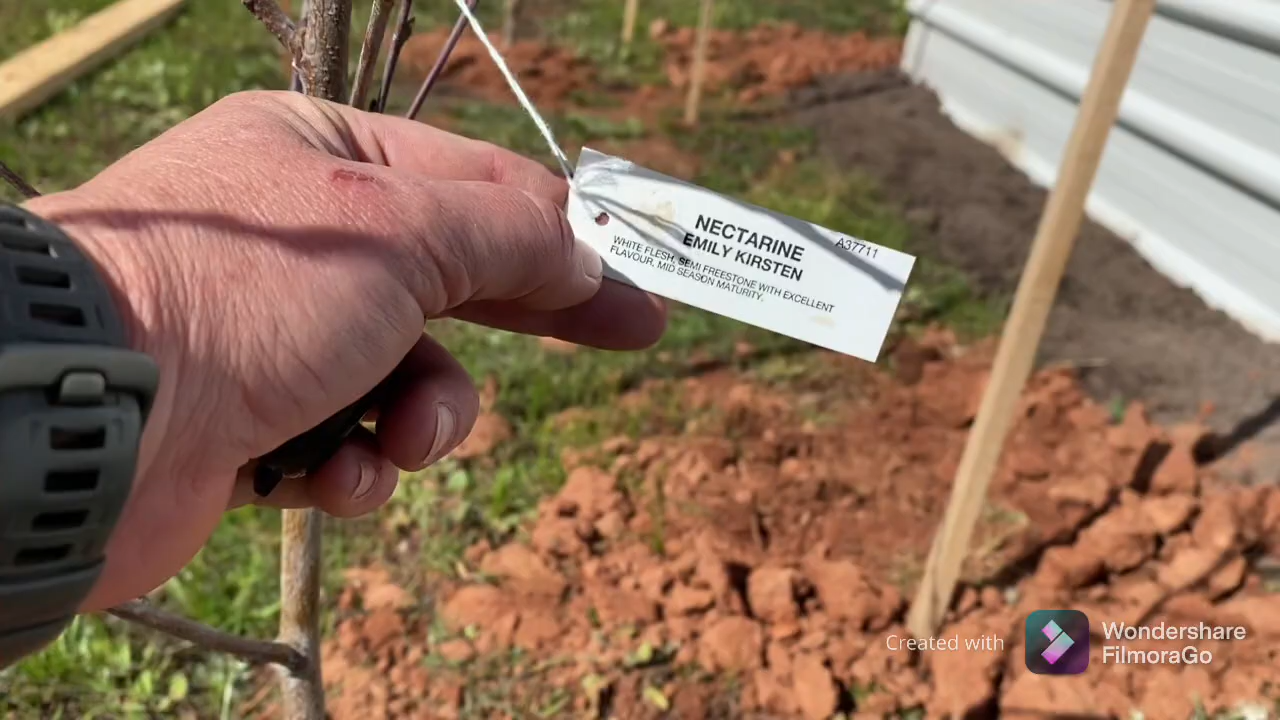 NECTARINE
A37711
EMILY KIRSTEN
WHITE FLESH, SEMI FREESTONE WITH EXCELLENT
FLAVOUR. MID SEASON MATURITY.
Created with
Wondershare
FilmoraGo